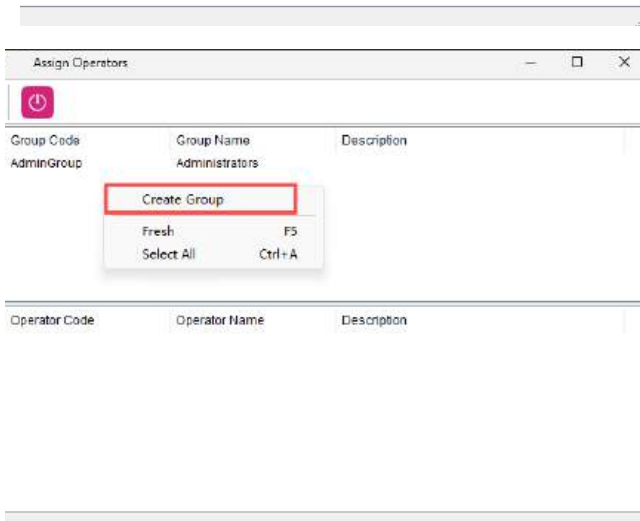 Assign Operators
Group Code Group Name Description
AdminGroup Administrators
Create Group
Fresh F5
Select All Ctrl+A
Operator Code Operator Name Description